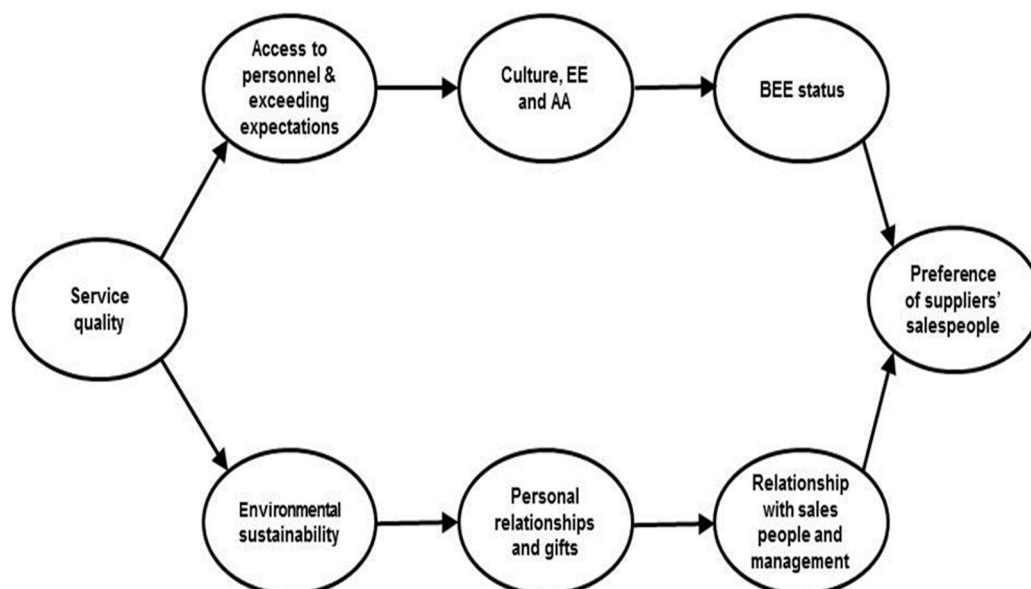 Access to
personnel &
exceeding
expectations
Culture, EE
and AA
BEE status
Service
quality
Preference
of suppliers'
salespeople
Environmental
sustainability
Personal
relationships
and gifts
Relationship
with sales
people and
management